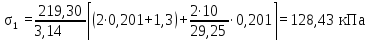 σ₁ = 219,30/3,14 [(2·0,201+1,3) + 2·10/29,25 · 0,201] = 128,43 кПа